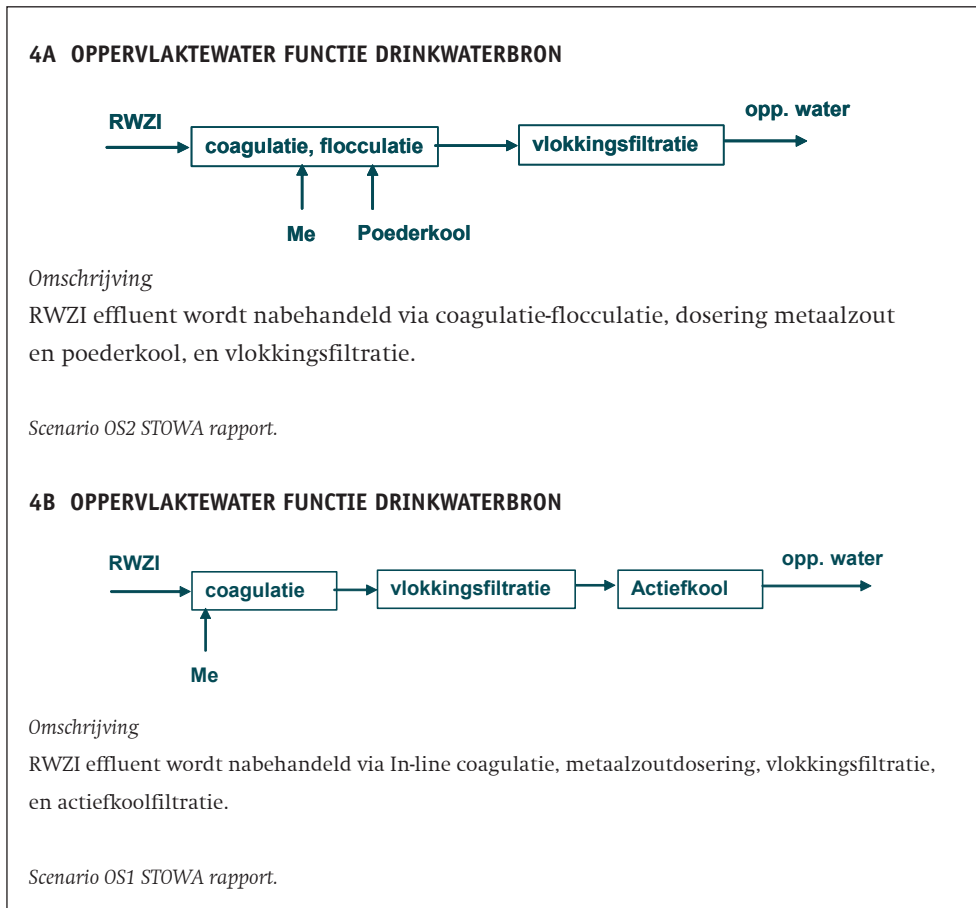 4A OPPERVLAKTEWATER FUNCTIE DRINKWATERBRON
RWZI
coagulatie, flocculatie
vlokkingsfiltratie
opp. water
Me
Poederkool
Omschrijving
RWZI effluent wordt nabehandeld via coagulatie-flocculatie, dosering metaalzout
en poederkool, en vlokkingsfiltratie.
Scenario OS2 STOWA rapport.
4B OPPERVLAKTEWATER FUNCTIE DRINKWATERBRON
RWZI
coagulatie
vlokkingsfiltratie
Actiefkool
opp. water
Me
Omschrijving
RWZI effluent wordt nabehandeld via In-line coagulatie, metaalzoutdosering, vlokkingsfiltratie,
en actiefkoolfiltratie.
Scenario OS1 STOWA rapport.